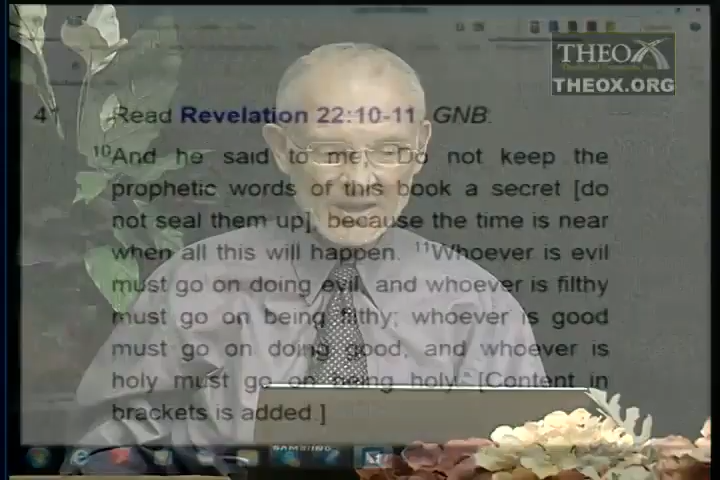 THEOX
THEOX.ORG
4 Read Revelation 22:10-11, GNB.
10And he said to me, Do not keep the
prophetic words of this book a secret [do
not seal them up], because the time is near
when all this will happen. 11Whoever is evil
must go on doing evil, and whoever is filthy
must go on being filthy; whoever is good
must go on doing good, and whoever is
holy must go on being holy. [Content in
brackets is added.]
SAMSUNG